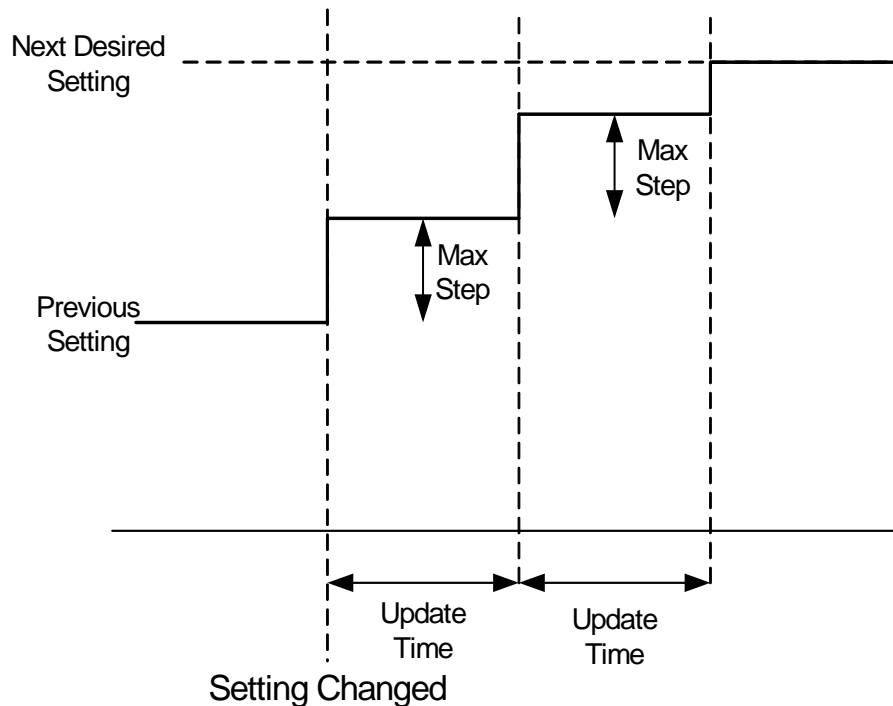 Next Desired
Setting
Max
Step
Max
Step
Previous
Setting
Update
Time
Update
Time
Setting Changed